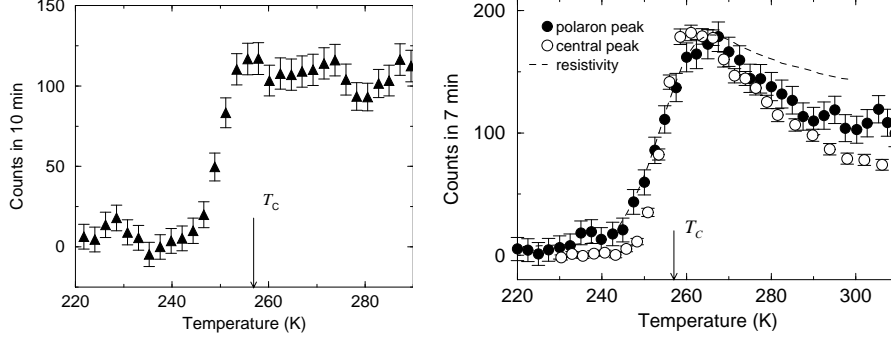 150
100
50
0
Counts in 10 min
220
240
260
280
Temperature (K)
T_C
200
100
0
Counts in 7 min
polaron peak
central peak
resistivity
T_C
220
240
260
280
300
Temperature (K)